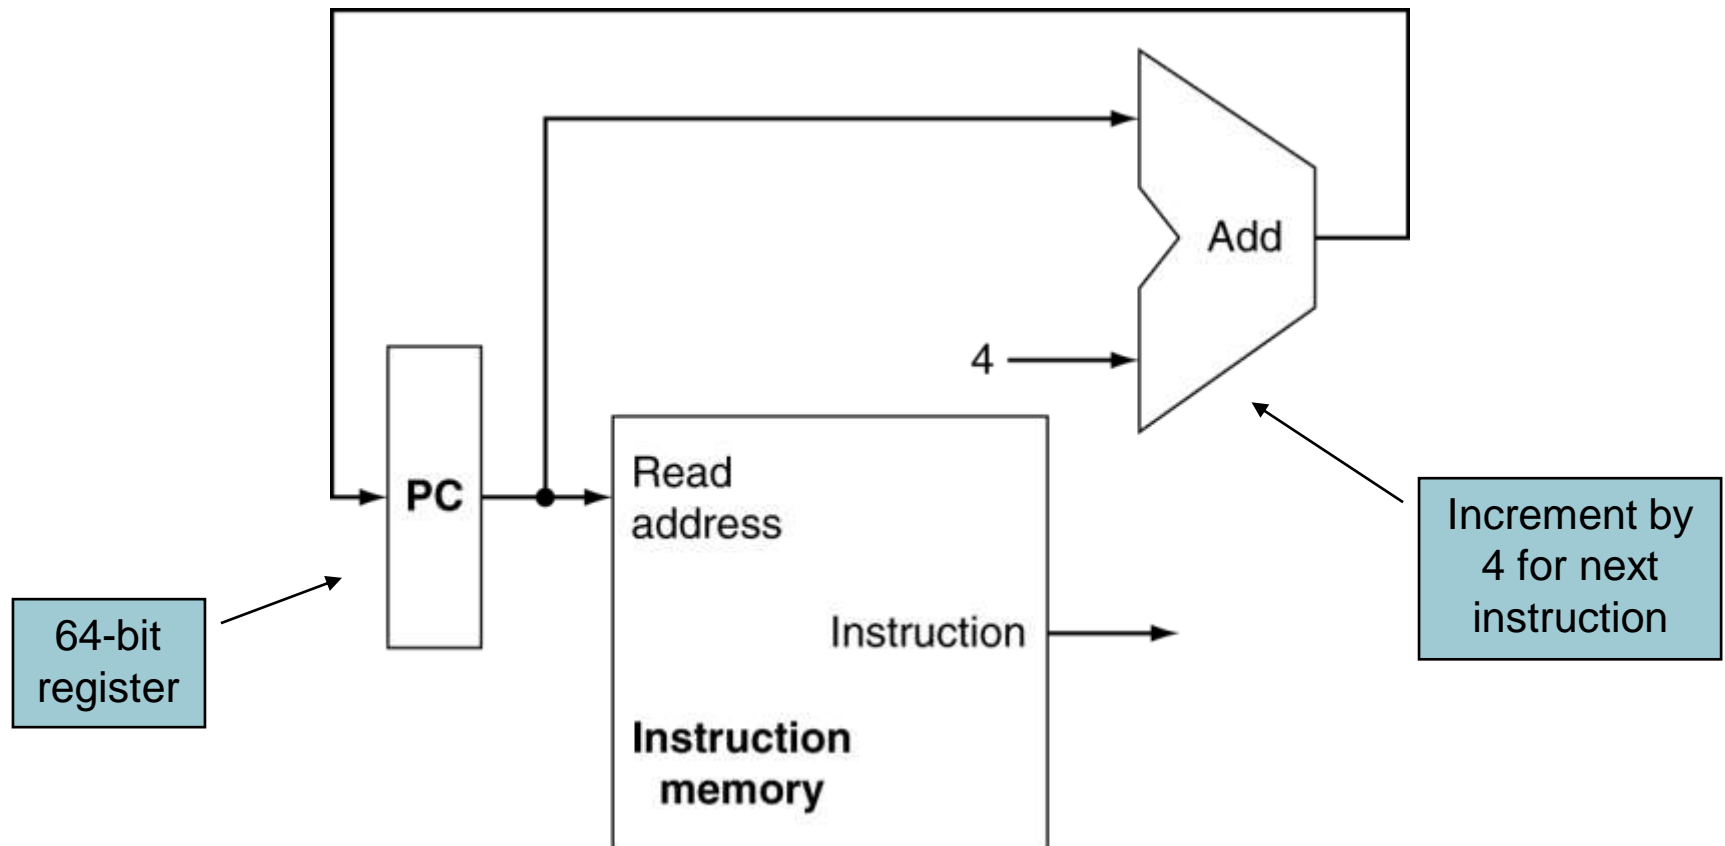 Add
4
PC
Read
address
Increment by
4 for next
instruction
64-bit
register
Instruction
Instruction
memory